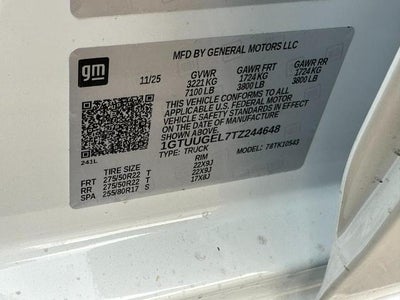 gm
MFD BY GENERAL MOTORS LLC
11/25 GVWR GAWR FRT GAWR RR
3221 KG 1724 KG 1724 KG
7100 LB 3800 LB 3800 LB
THIS VEHICLE CONFORMS TO ALL
APPLICABLE U.S. FEDERAL MOTOR
VEHICLE SAFETY STANDARDS IN EFFECT
ON THE DATE OF MANUFACTURE
SHOWN ABOVE.
1GTUUGEL7TZ244648
TYPE: TRUCK MODEL: TK10543
241L
TIRE SIZE RIM
FRT 275/50R22 T 22X9J
RR 275/50R22 T 22X9J
SPA 255/80R17 S 17X8J